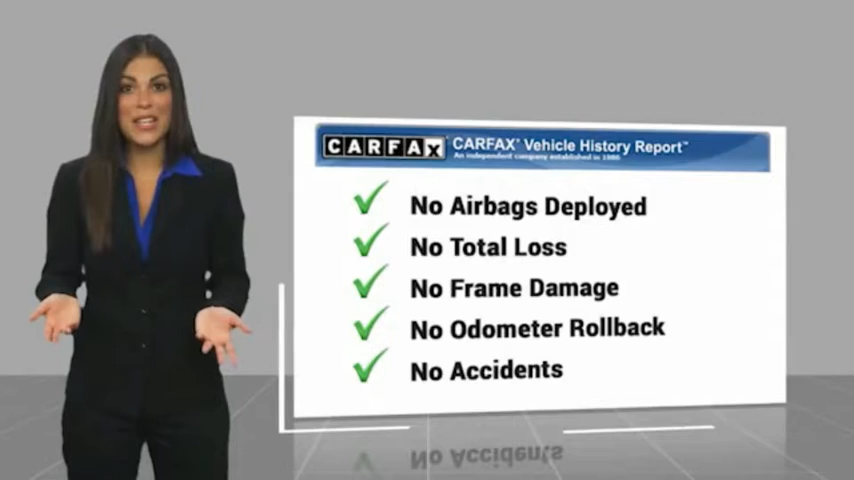 CARFAX CARFAX® Vehicle History Report™
An independent company established in 1986
No Airbags Deployed
No Total Loss
No Frame Damage
No Odometer Rollback
No Accidents
No Accidents